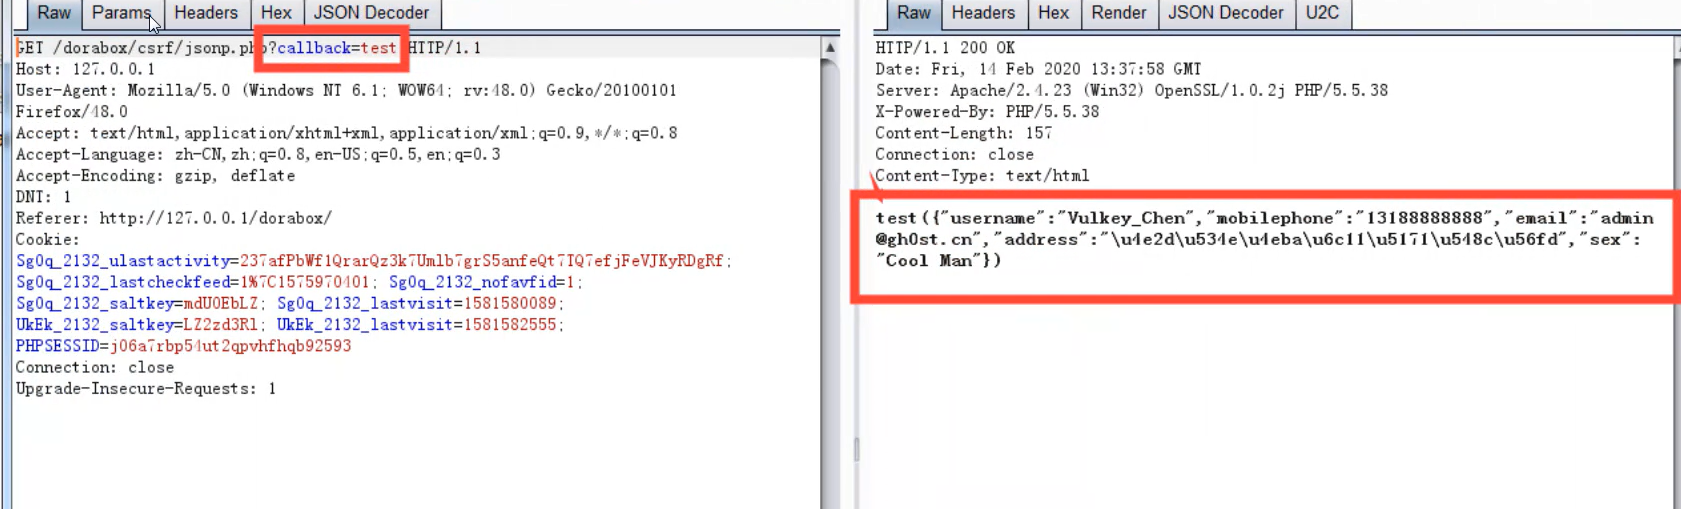 Raw Params Headers Hex JSON Decoder
GET /dorabox/csrf/jsonp.php?callback=test HTTP/1.1
Host: 127.0.0.1
User-Agent: Mozilla/5.0 (Windows NT 6.1; WOW64; rv:48.0) Gecko/20100101
Firefox/48.0
Accept: text/html,application/xhtml+xml,application/xml;q=0.9,*/*;q=0.8
Accept-Language: zh-CN,zh;q=0.8,en-US;q=0.5,en;q=0.3
Accept-Encoding: gzip, deflate
DNT: 1
Referer: http://127.0.0.1/dorabox/
Cookie:
Sg0q_2132_ulastactivity=237afPbWf1QrarQz3k7Umlb7grS5anfeQt7TQ7efjFeVJKyRDgRf;
Sg0q_2132_lastcheckfeed=1%7C1575970401; Sg0q_2132_nofavfid=1;
Sg0q_2132_saltkey=mdU0EbLZ; Sg0q_2132_lastvisit=1581580089;
UkEk_2132_saltkey=LZ2zd3Rl; UkEk_2132_lastvisit=1581582555;
PHPSESSID=j06a7rbp54ut2qpvhfhqb92593
Connection: close
Upgrade-Insecure-Requests: 1
Raw Headers Hex Render JSON Decoder U2C
HTTP/1.1 200 OK
Date: Fri, 14 Feb 2020 13:37:58 GMT
Server: Apache/2.4.23 (Win32) OpenSSL/1.0.2j PHP/5.5.38
X-Powered-By: PHP/5.5.38
Content-Length: 157
Connection: close
Content-Type: text/html
test({"username":"Vulkey_Chen","mobilephone":"13188888888","email":"admin
@gh0st.cn","address":"\u4e2d\u534e\u4eba\u6c11\u5171\u548c\u56fd","sex":
"Cool Man"})